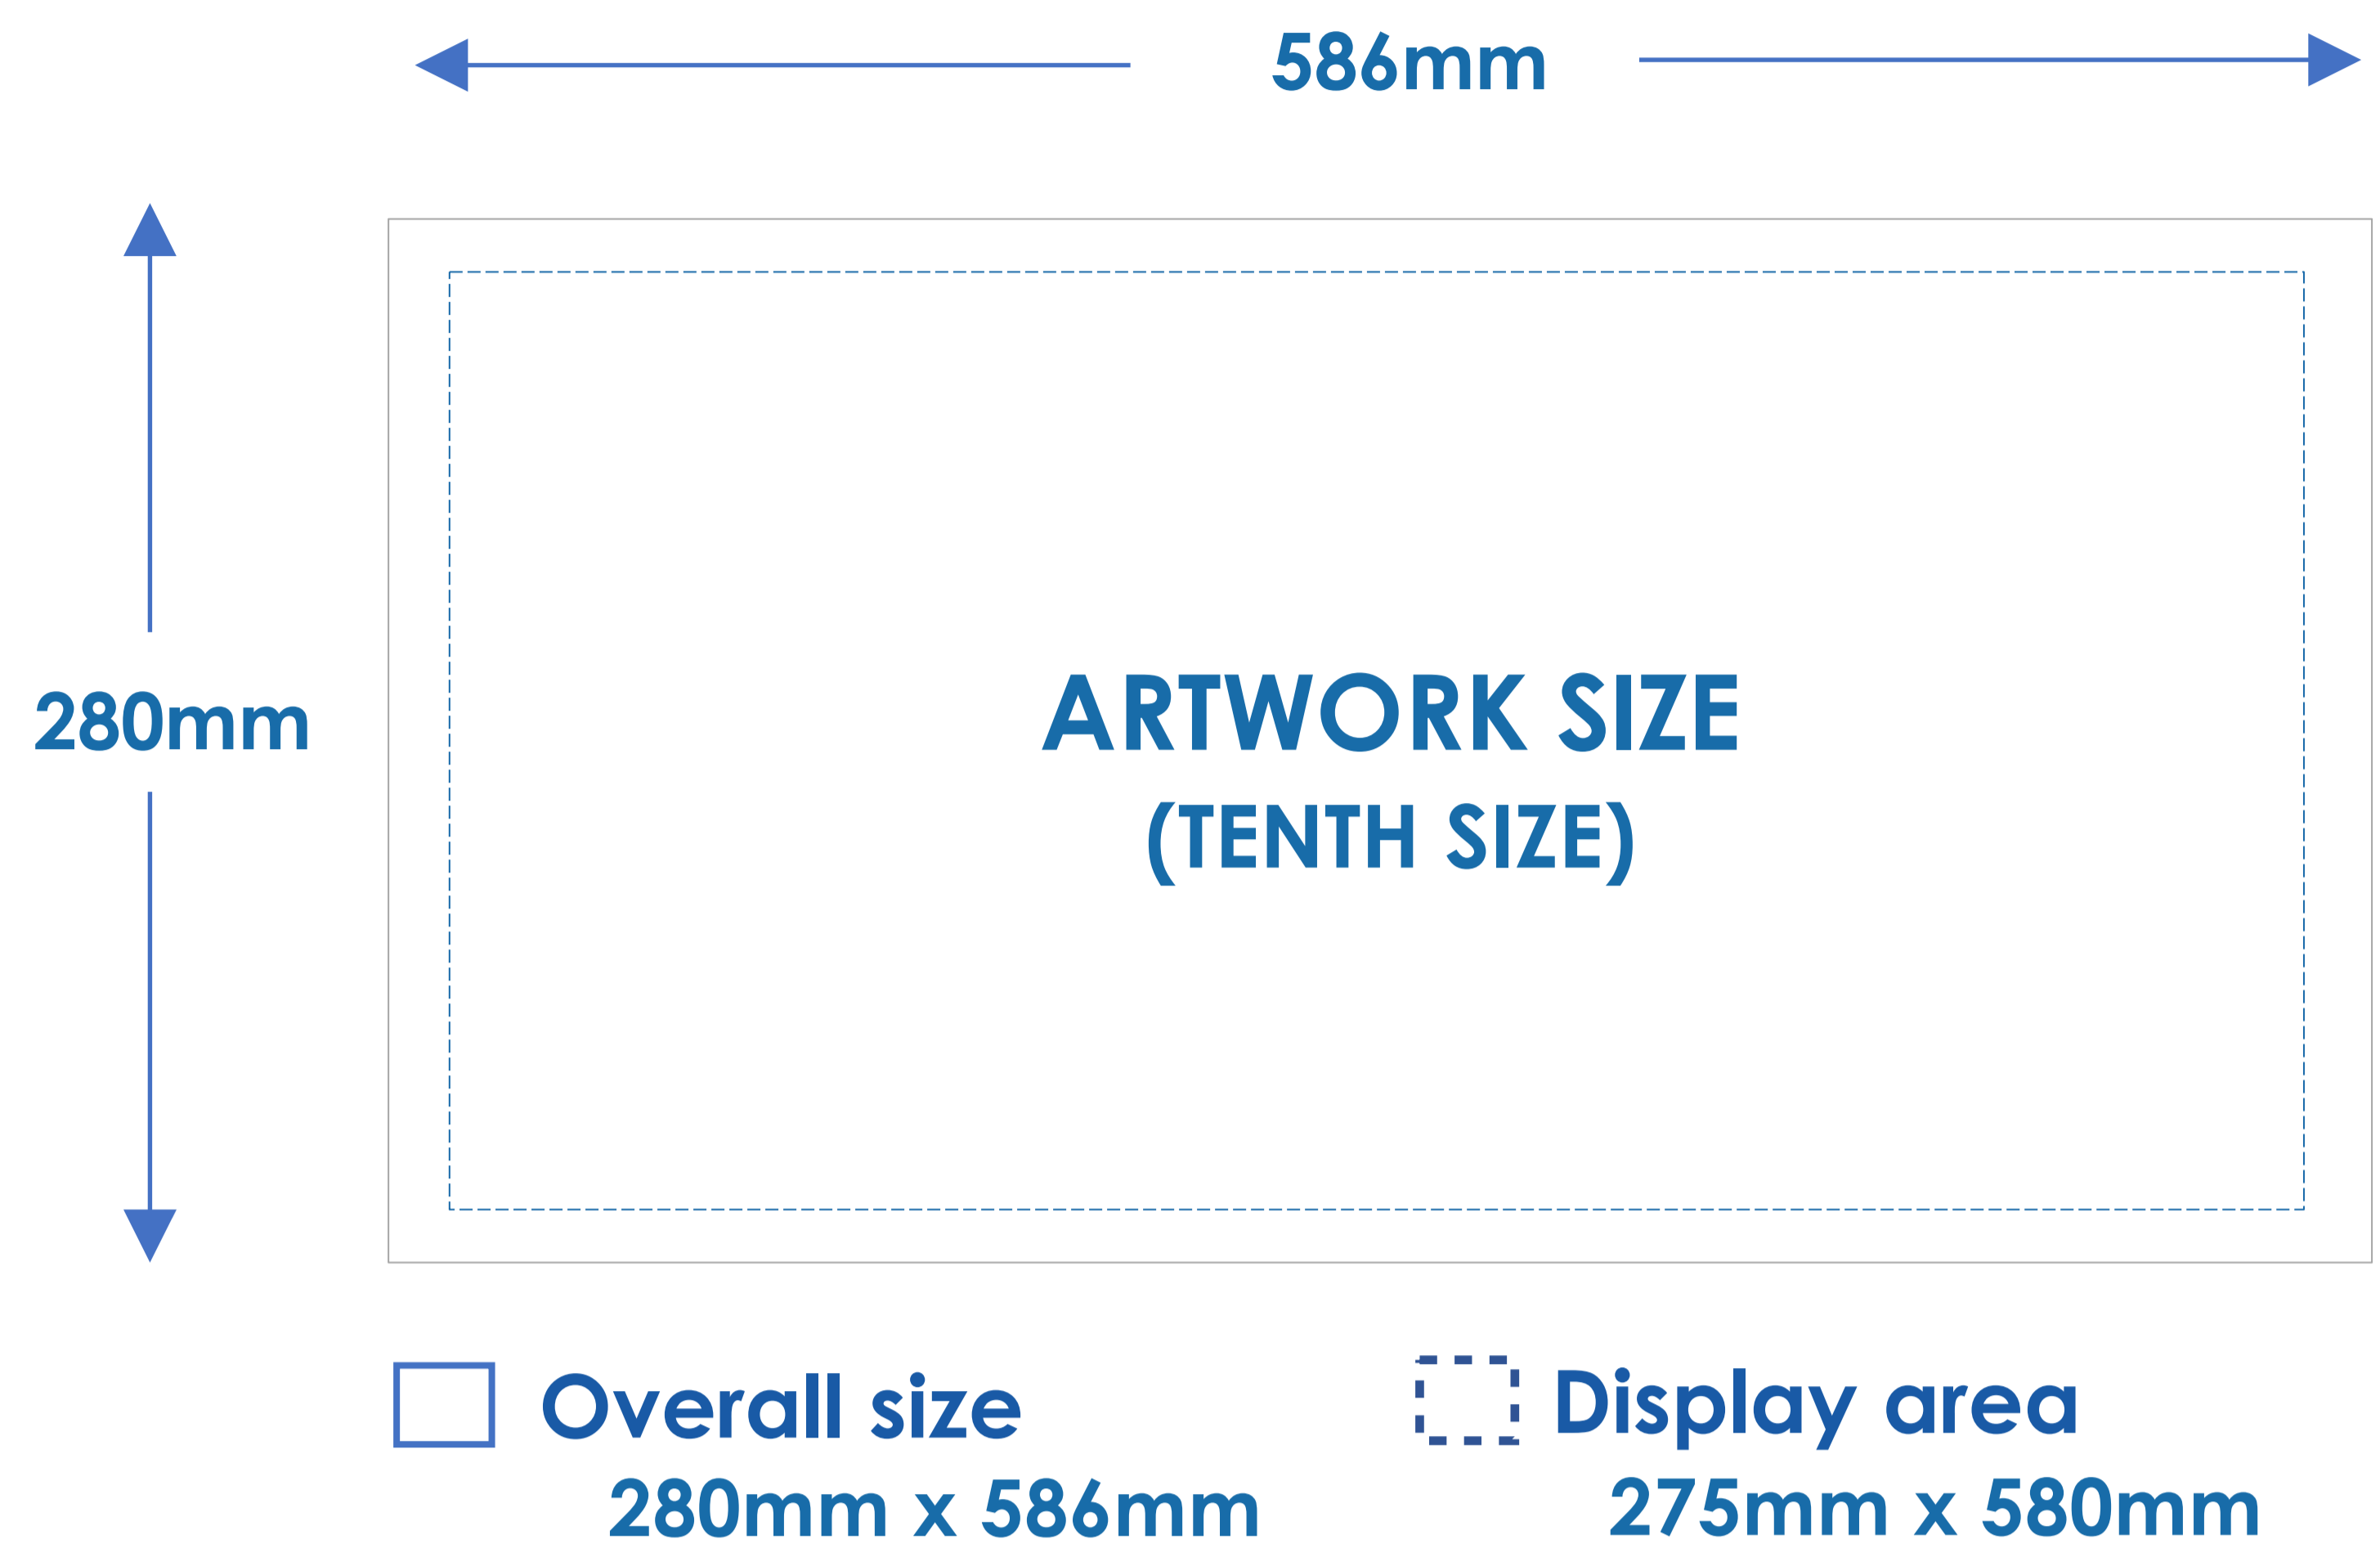 586mm
280mm
ARTWORK SIZE
(TENTH SIZE)
Overall size
280mm x 586mm
Display area
275mm x 580mm